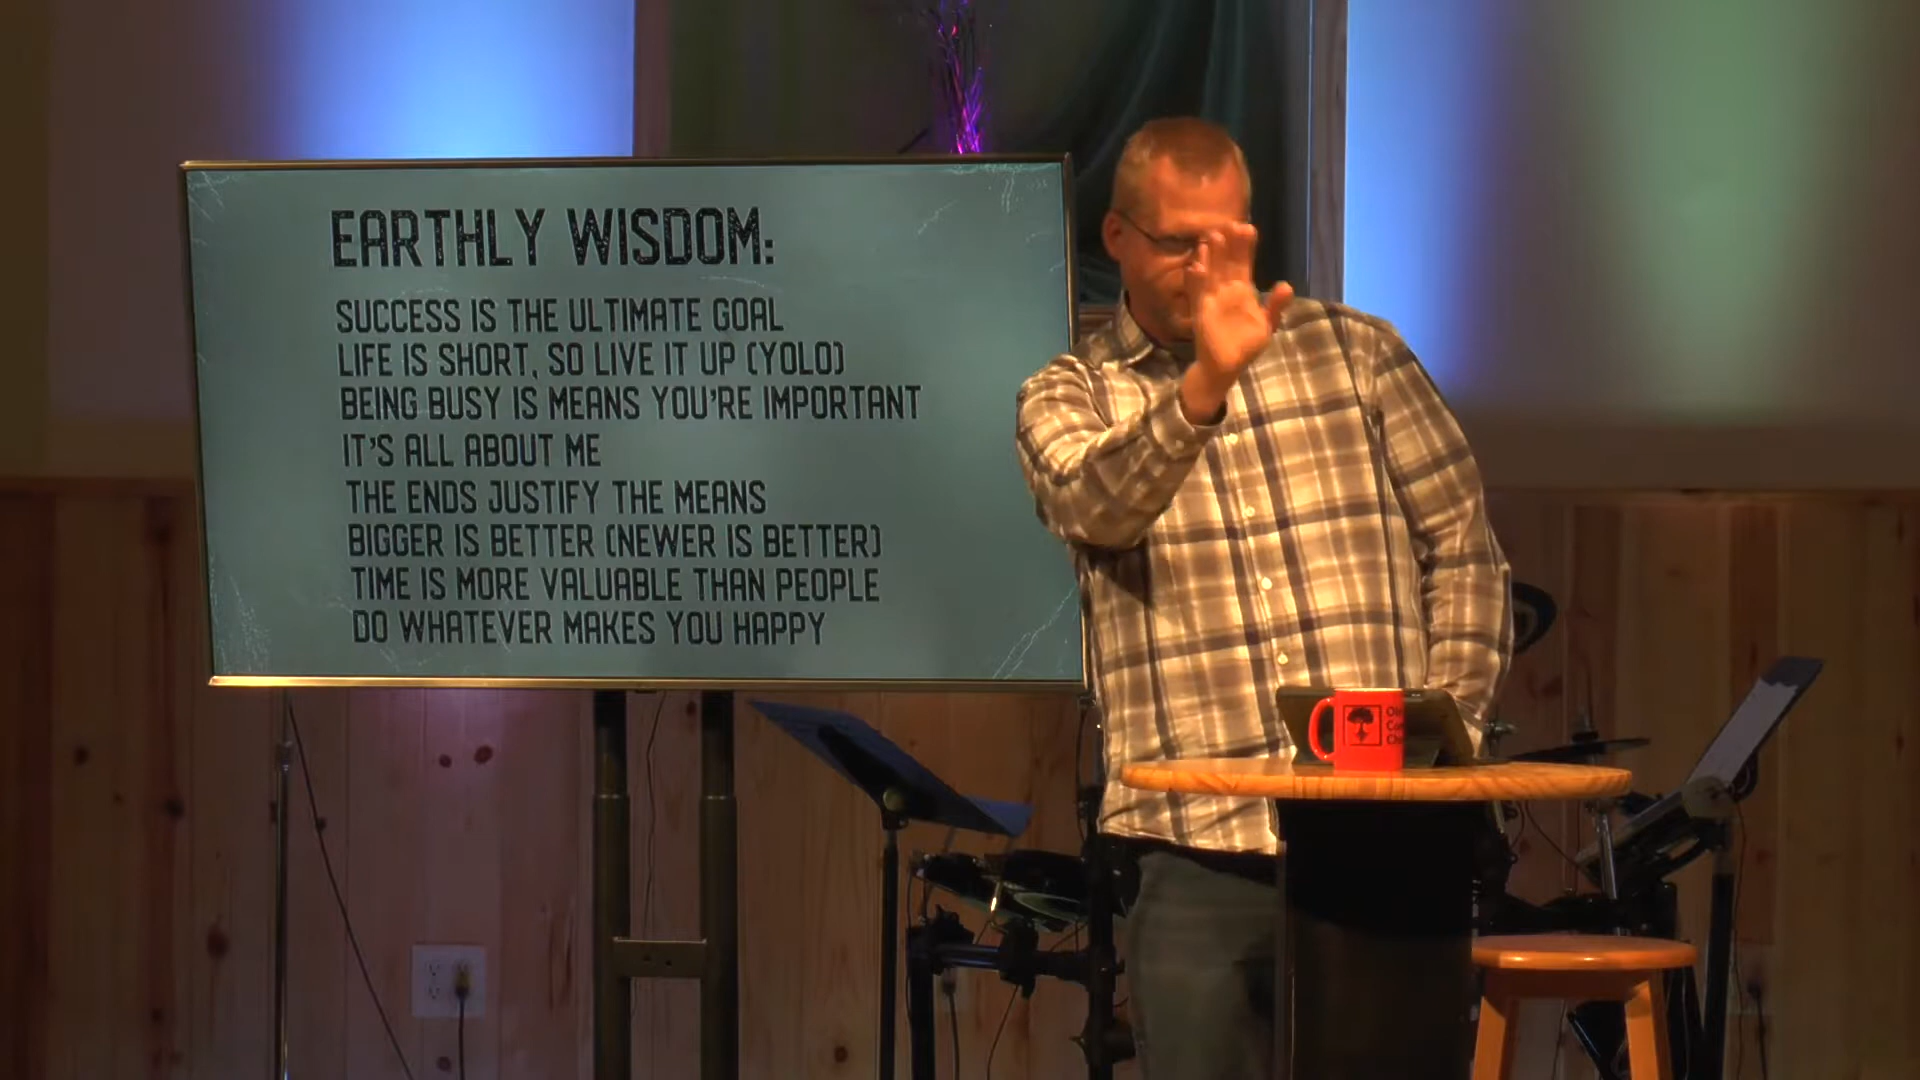 EARTHLY WISDOM:
SUCCESS IS THE ULTIMATE GOAL
LIFE IS SHORT, SO LIVE IT UP (YOLO)
BEING BUSY IS MEANS YOU'RE IMPORTANT
IT'S ALL ABOUT ME
THE ENDS JUSTIFY THE MEANS
BIGGER IS BETTER (NEWER IS BETTER)
TIME IS MORE VALUABLE THAN PEOPLE
DO WHATEVER MAKES YOU HAPPY